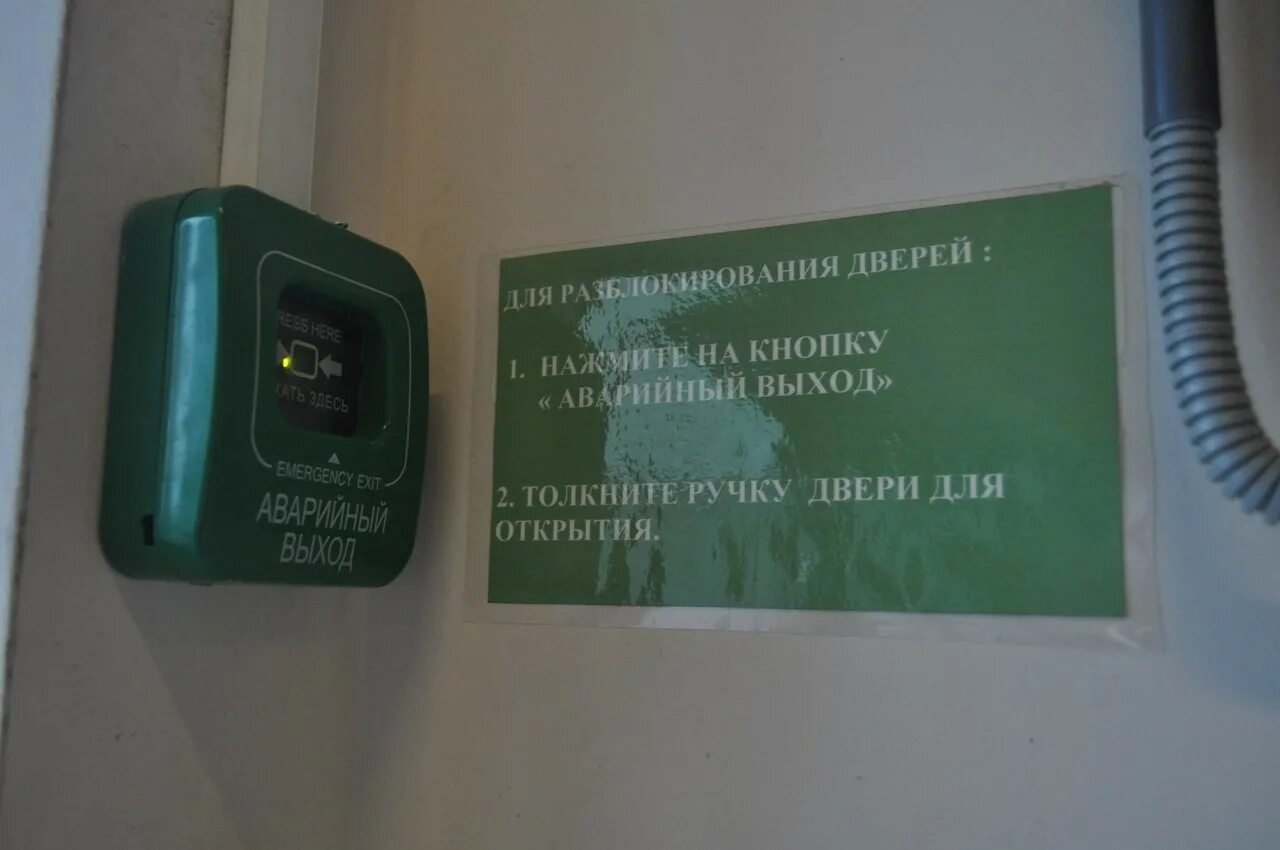 RESS HERE
КАТЬ ЗДЕСЬ
EMERGENCY EXIT
АВАРИЙНЫЙ
ВЫХОД
ДЛЯ РАЗБЛОКИРОВАНИЯ ДВЕРЕЙ :
1. НАЖМИТЕ НА КНОПКУ
« АВАРИЙНЫЙ ВЫХОД»
2. ТОЛКНИТЕ РУЧКУ ДВЕРИ ДЛЯ
ОТКРЫТИЯ.